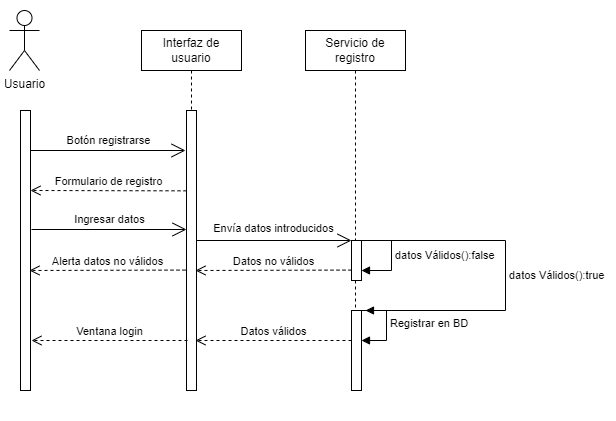 Interfaz de
usuario
Servicio de
registro
Usuario
Botón registrarse
Formulario de registro
Ingresar datos
Envía datos introducidos
datos Válidos():false
Alerta datos no válidos
Datos no válidos
datos Válidos():true
Registrar en BD
Ventana login
Datos válidos